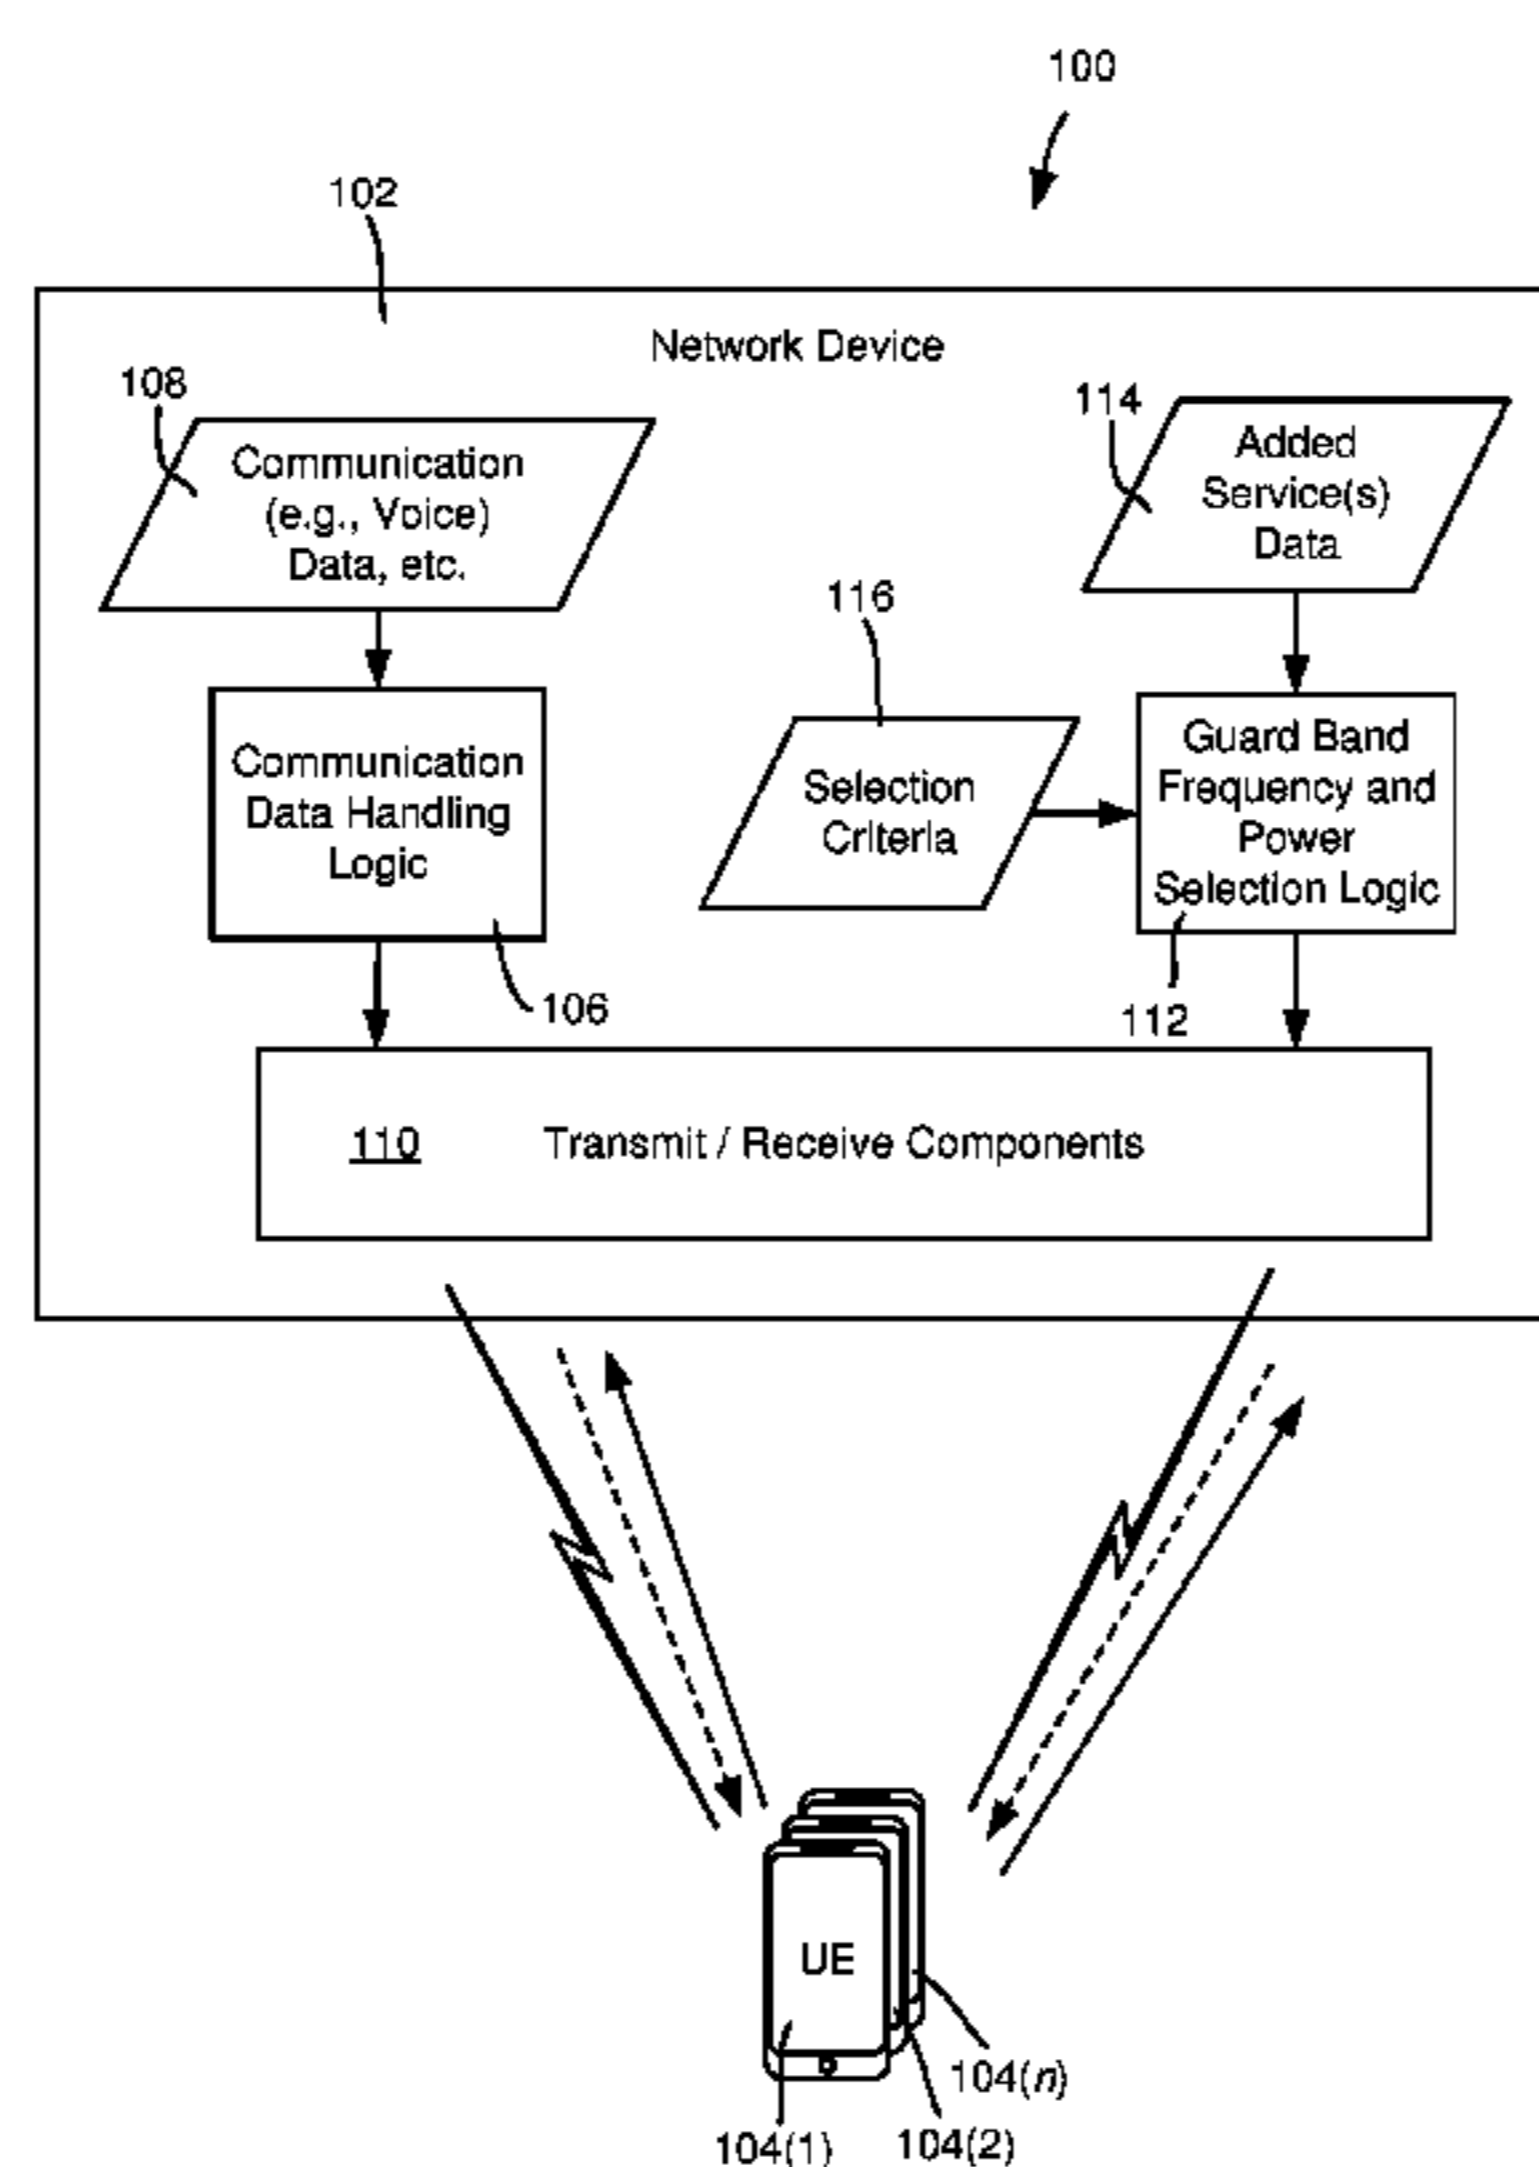 100
102
Network Device
108
114
Communication
(e.g., Voice)
Data, etc.
Added
Service(s)
Data
116
Communication
Data Handling
Logic
Selection
Criteria
Guard Band
Frequency and
Power
Selection Logic
106
112
110 Transmit / Receive Components
UE
104(n)
104(1)
104(2)